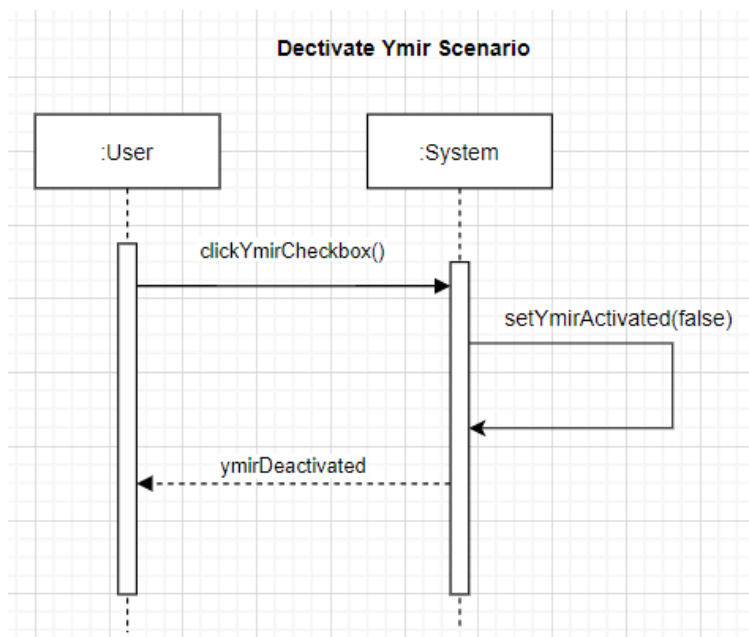 Dectivate Ymir Scenario
:User
:System
clickYmirCheckbox()
setYmirActivated(false)
ymirDeactivated